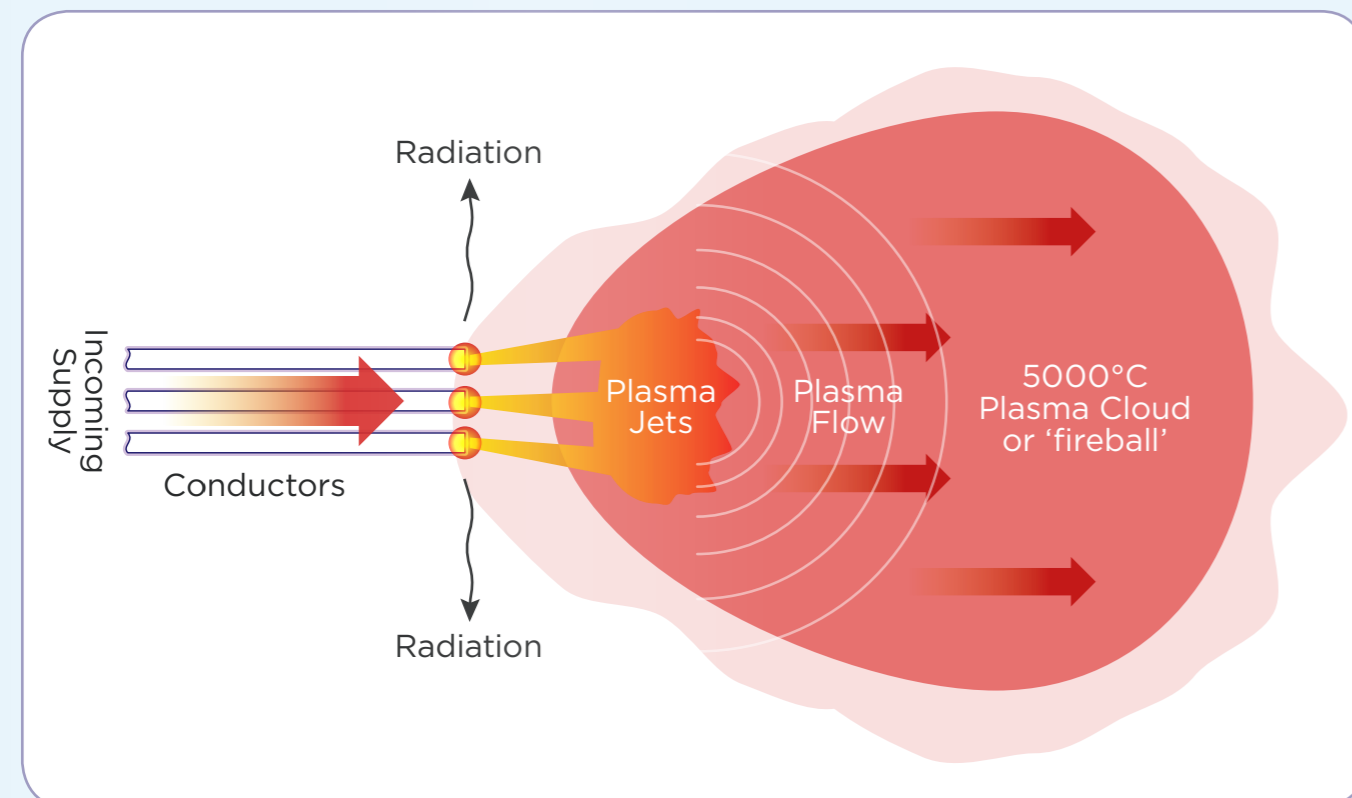 Radiation
Incoming
Supply
Conductors
Plasma
Jets
Plasma
Flow
5000°C
Plasma Cloud
or ‘fireball’
Radiation